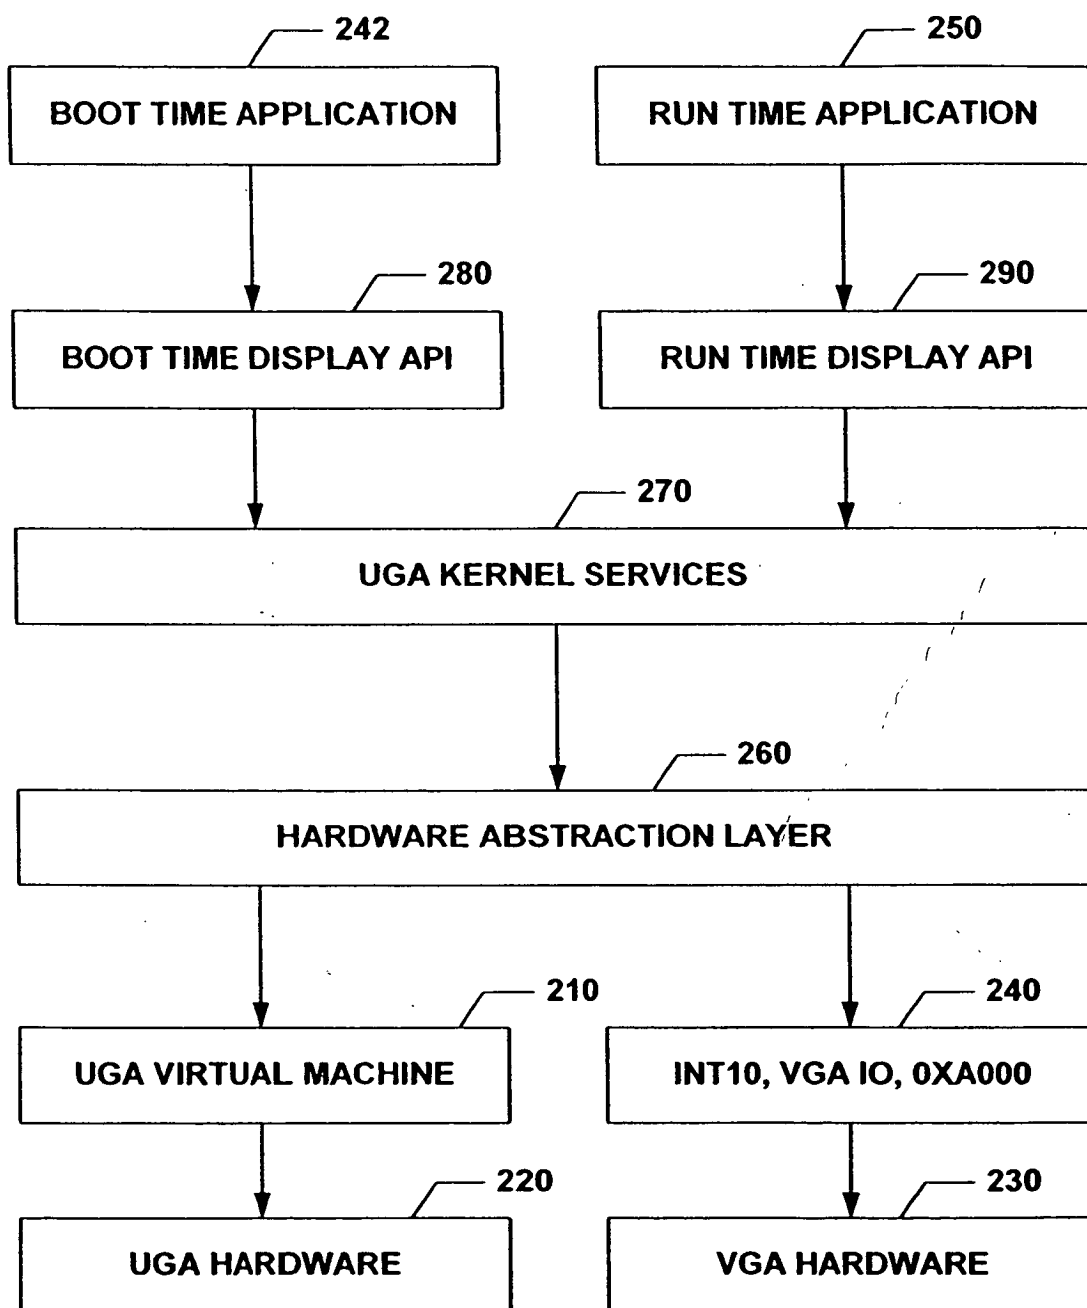 242
250
BOOT TIME APPLICATION
RUN TIME APPLICATION
280
290
BOOT TIME DISPLAY API
RUN TIME DISPLAY API
270
UGA KERNEL SERVICES
260
HARDWARE ABSTRACTION LAYER
210
240
UGA VIRTUAL MACHINE
INT10, VGA IO, 0XA000
220
230
UGA HARDWARE
VGA HARDWARE